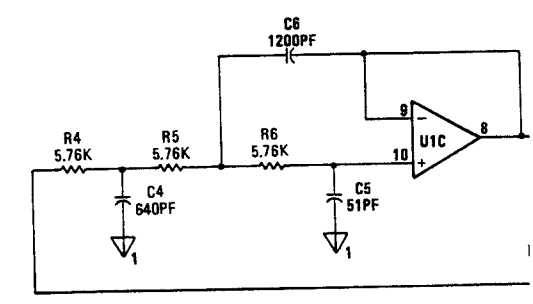 C6
1200PF
R4
5.76K
R5
5.76K
R6
5.76K
9
−
U1C
8
10
+
C4
640PF
C5
51PF
1
1